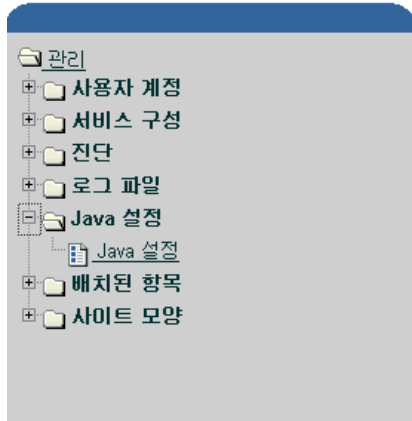 관리
사용자 계정
서비스 구성
진단
로그 파일
Java 설정
Java 설정
배치된 항목
사이트 모양